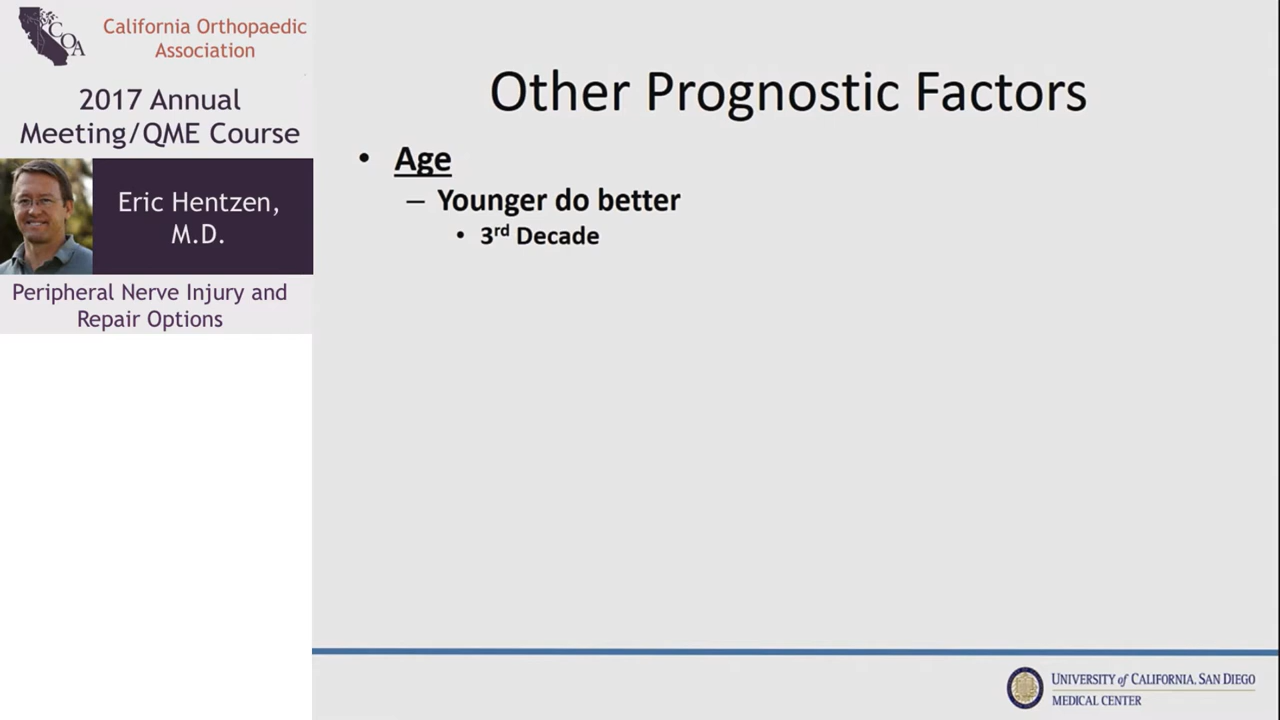 COA
California Orthopaedic
Association
2017 Annual
Meeting/QME Course
Eric Hentzen,
M.D.
Peripheral Nerve Injury and
Repair Options
Other Prognostic Factors
• Age
– Younger do better
• 3rd Decade
UNIVERSITY of CALIFORNIA, SAN DIEGO
MEDICAL CENTER